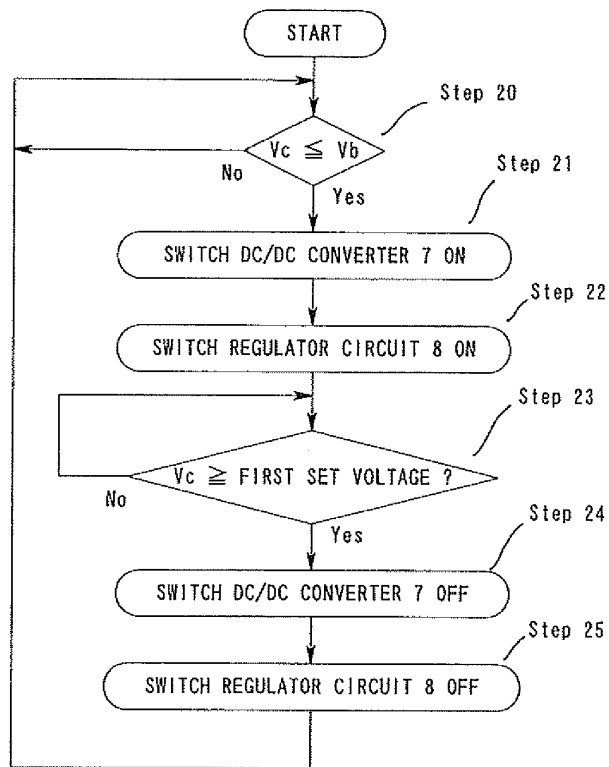 START
Step 20
Vc ≦ Vb
No
Yes
Step 21
SWITCH DC/DC CONVERTER 7 ON
Step 22
SWITCH REGULATOR CIRCUIT 8 ON
Step 23
Vc ≧ FIRST SET VOLTAGE ?
No
Yes
Step 24
SWITCH DC/DC CONVERTER 7 OFF
Step 25
SWITCH REGULATOR CIRCUIT 8 OFF